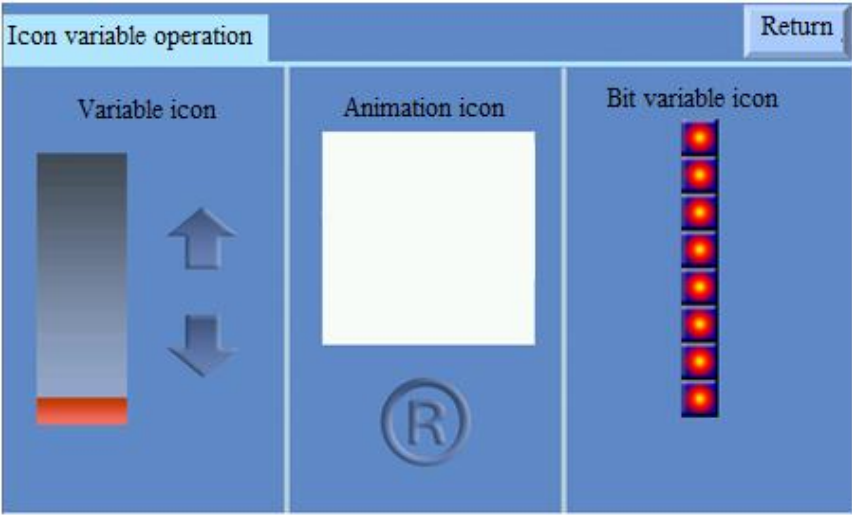 Icon variable operation
Return
Variable icon
Animation icon
Bit variable icon
R